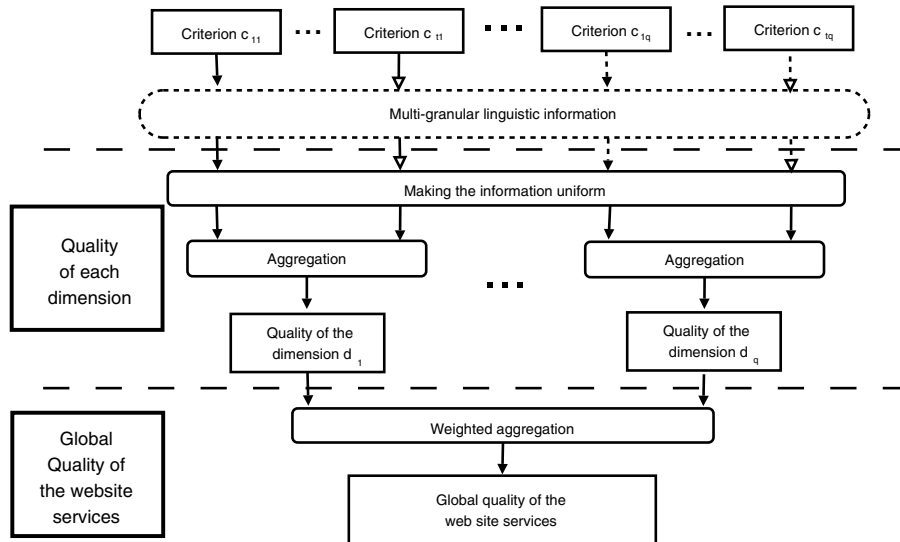 Criterion c 11
...
Criterion c t1
...
Criterion c 1q
...
Criterion c tq
Multi-granular linguistic information
Making the information uniform
Quality
of each
dimension
Aggregation
...
Aggregation
Quality of the
dimension d 1
Quality of the
dimension d q
Global
Quality of
the website
services
Weighted aggregation
Global quality of the
web site services